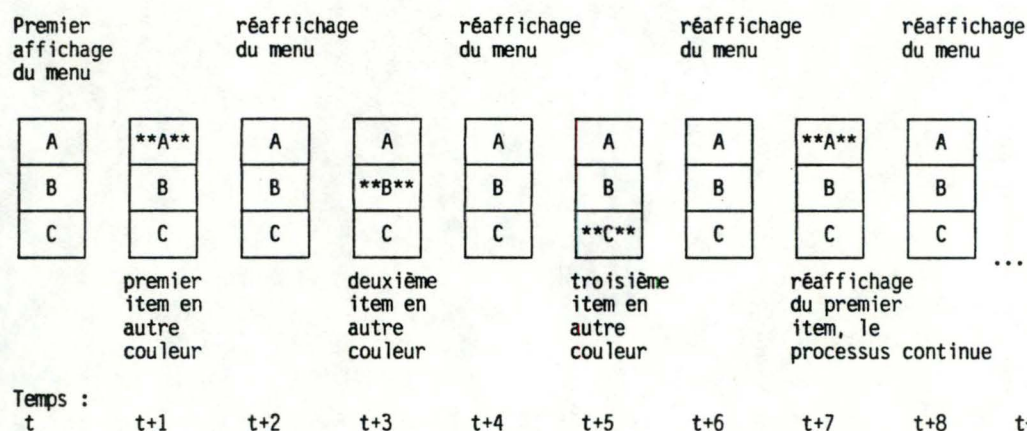 Premier réaffichage réaffichage réaffichage réaffichage
affichage du menu du menu du menu du menu
du menu
A **A** A A A A A **A** A
B B B **B** B B B B B
C C C C C **C** C C C
...
premier deuxième troisième réaffichage
item en item en item en du premier
autre autre autre item, le
couleur couleur couleur processus continue
Temps :
t t+1 t+2 t+3 t+4 t+5 t+6 t+7 t+8